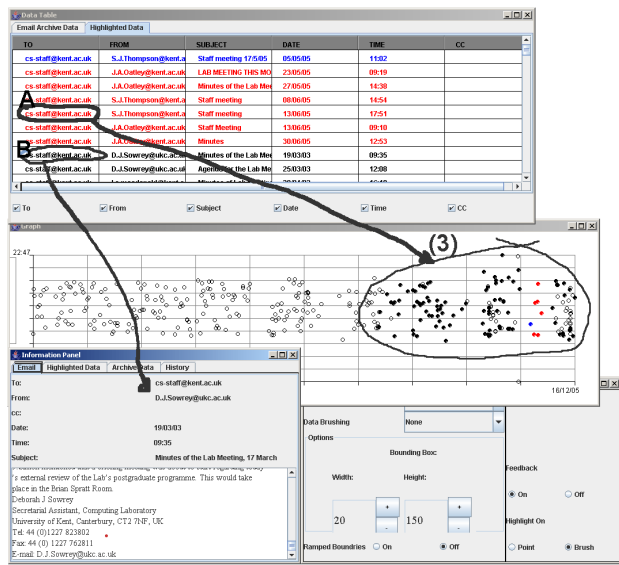 Data Table
Email Archive Data Highlighted Data
TO FROM SUBJECT DATE TIME CC
cs-staff@kent.ac.uk S.J.Thompson@kent.a Staff meeting 17/5/05 05/05/05 11:02
cs-staff@kent.ac.uk J.A.Oatley@kent.ac.uk LAB MEETING THIS MO 23/05/05 09:19
cs-staff@kent.ac.uk J.A.Oatley@kent.ac.uk Minutes of the Lab Mee 27/05/05 14:38
A
cs-staff@kent.ac.uk S.J.Thompson@kent.a Staff meeting 08/06/05 14:54
cs-staff@kent.ac.uk S.J.Thompson@kent.a Staff meeting 13/06/05 17:51
cs-staff@kent.ac.uk J.A.Oatley@kent.ac.uk Staff Meeting 13/06/05 09:10
cs-staff@kent.ac.uk J.A.Oatley@kent.ac.uk Minutes 30/06/05 12:53
B
cs-staff@kent.ac.uk D.J.Sowrey@ukc.ac.uk Minutes of the Lab Mee 19/03/03 09:35
cs-staff@kent.ac.uk D.J.Sowrey@ukc.ac.uk Agenda for the Lab Me 25/03/03 12:08
To From Subject Date Time CC
Graph
(3)
22:47
16/12/05
Information Panel
Email Highlighted Data Archive Data History
To: cs-staff@kent.ac.uk
From: D.J.Sowrey@ukc.ac.uk
cc:
Date: 19/03/03
Time: 09:35
Subject: Minutes of the Lab Meeting, 17 March
's external review of the Lab's postgraduate programme. This would take
place in the Brian Spratt Room.
Deborah J Sowrey
Secretarial Assistant, Computing Laboratory
University of Kent, Canterbury, CT2 7NF, UK
Tel: 44 (0)1227 823802
Fax: 44 (0) 1227 762811
E-mail: D.J.Sowrey@ukc.ac.uk
Data Brushing None
Options
Bounding Box:
Width: Height:
20 + - 150 + -
Ramped Boundries On Off
Feedback
On Off
Highlight On
Point Brush